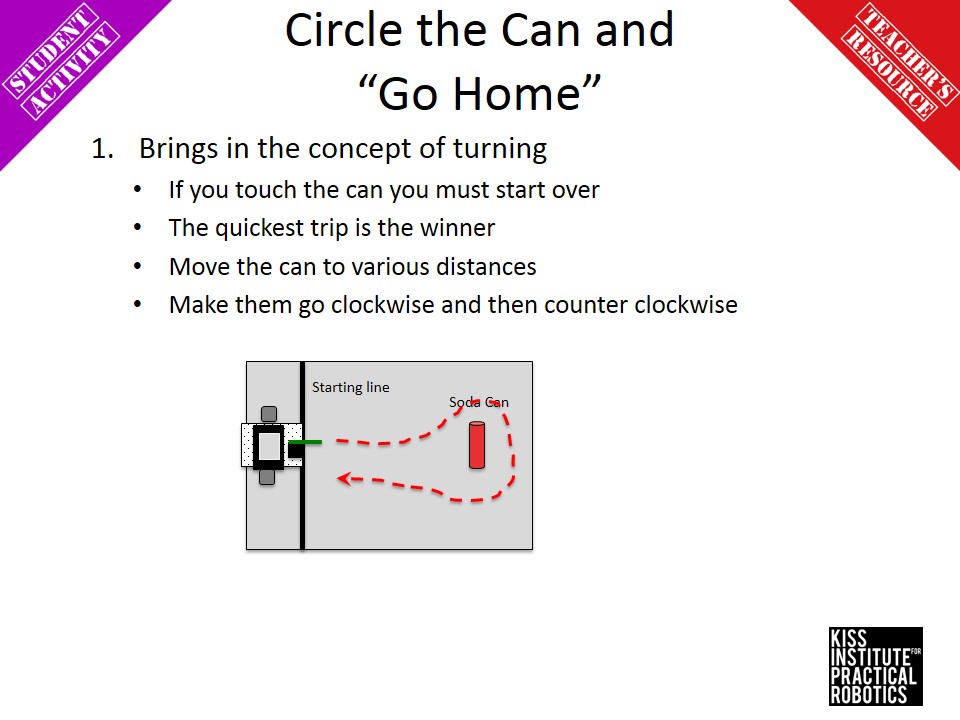 STUDENT
ACTIVITY
TEACHER'S
RESOURCE
Circle the Can and
“Go Home”
1. Brings in the concept of turning
• If you touch the can you must start over
• The quickest trip is the winner
• Move the can to various distances
• Make them go clockwise and then counter clockwise
Starting line
Soda Can
KISS
INSTITUTE FOR
PRACTICAL
ROBOTICS